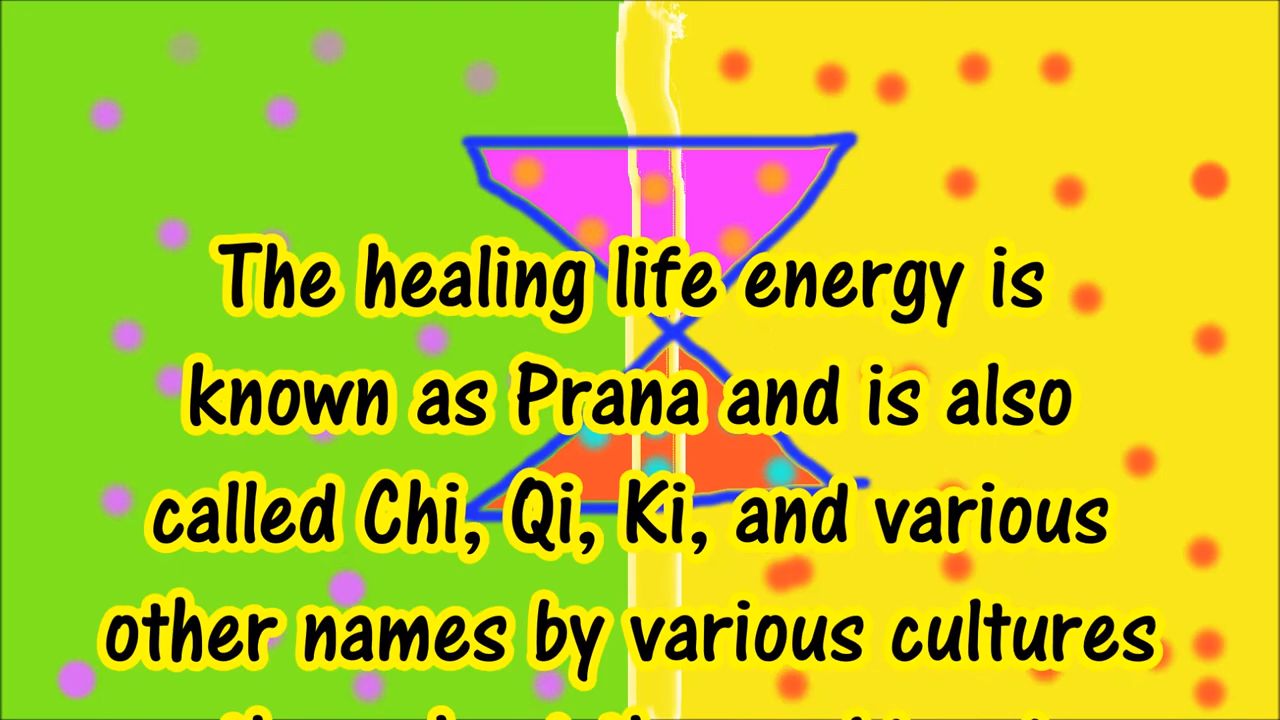 The healing life energy is
known as Prana and is also
called Chi, Qi, Ki, and various
other names by various cultures